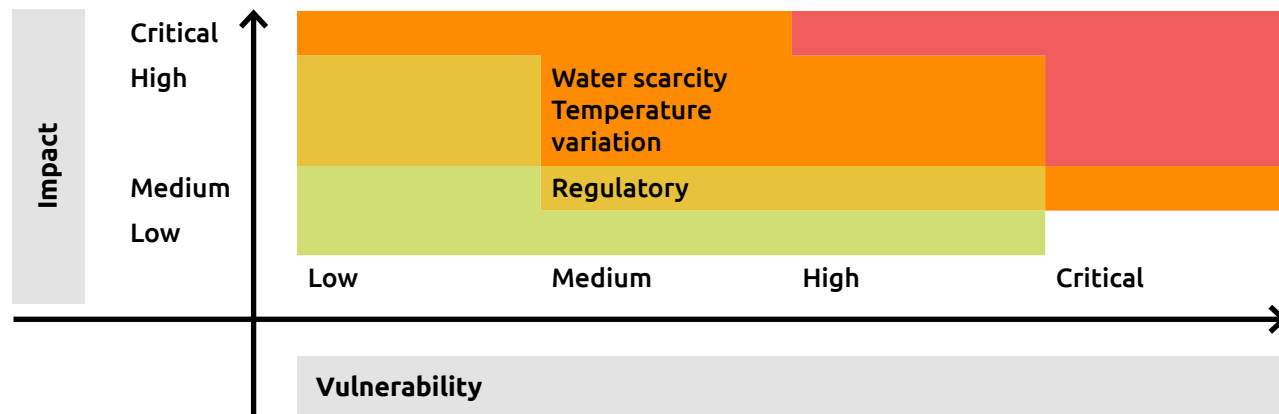 Impact
Critical
High
Water scarcity
Temperature
variation
Medium
Regulatory
Low
Low
Medium
High
Critical
Vulnerability